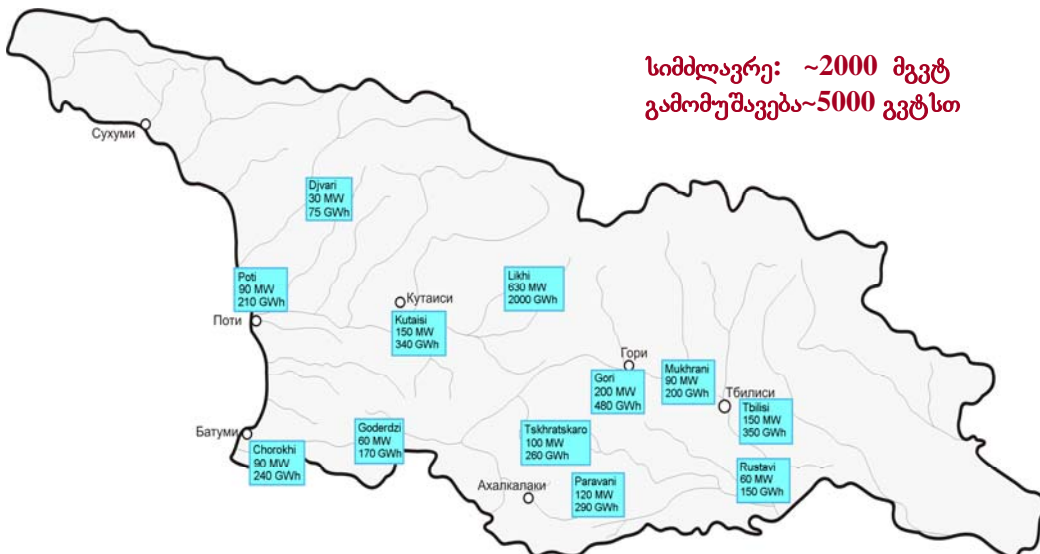 სიმძლავრე: ~2000 მგვტ
გამომუშავება~5000 გვტსთ
Сухуми
Djvari
30 MW
75 GWh
Poti
90 MW
210 GWh
Поти
Кутаиси
Kutaisi
150 MW
340 GWh
Likhi
630 MW
2000 GWh
Гори
Gori
200 MW
480 GWh
Mukhrani
90 MW
200 GWh
Тбилиси
Tbilisi
150 MW
350 GWh
Батуми
Chorokhi
90 MW
240 GWh
Goderdzi
60 MW
170 GWh
Tskhratskaro
100 MW
260 GWh
Ахалкалаки
Paravani
120 MW
290 GWh
Rustavi
60 MW
150 GWh